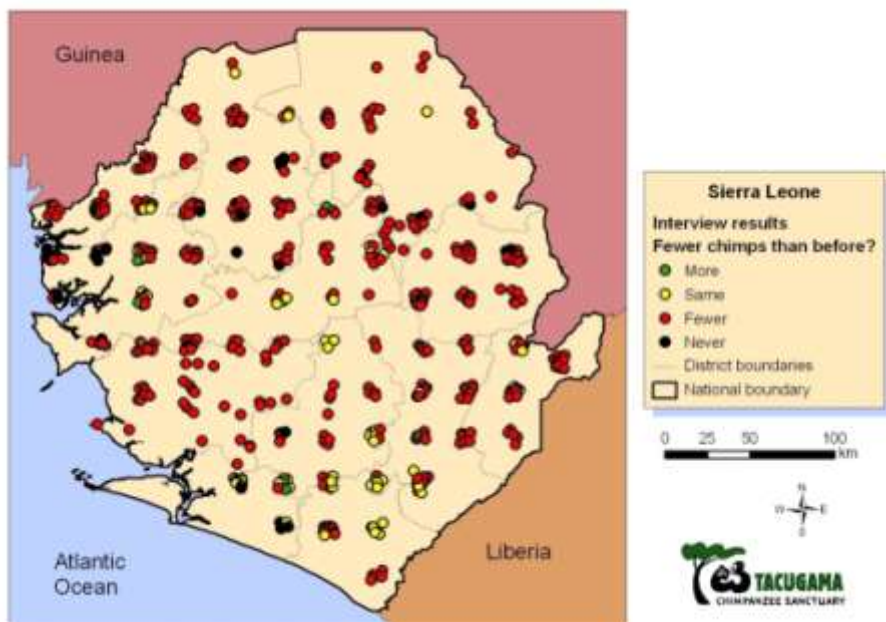 Guinea
Sierra Leone
Interview results
Fewer chimps than before?
More
Same
Fewer
Never
District boundaries
National boundary
0 25 50 100
km
N
W E
S
Atlantic
Ocean
Liberia
TACUGAMA
CHIMPANZEE SANCTUARY